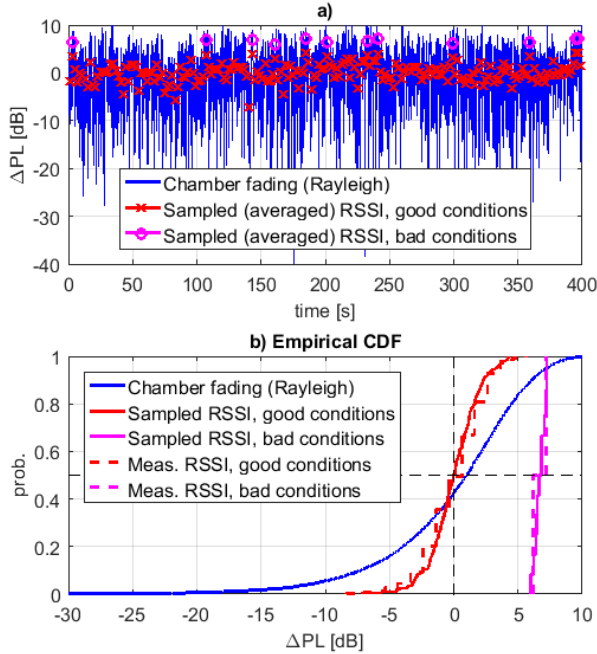 a)
10
0
-10
-20
-30
-40
ΔPL [dB]
Chamber fading (Rayleigh)
Sampled (averaged) RSSI, good conditions
Sampled (averaged) RSSI, bad conditions
0 50 100 150 200 250 300 350 400
time [s]
b) Empirical CDF
1
0.8
0.6
0.4
0.2
0
prob.
Chamber fading (Rayleigh)
Sampled RSSI, good conditions
Sampled RSSI, bad conditions
Meas. RSSI, good conditions
Meas. RSSI, bad conditions
-30 -25 -20 -15 -10 -5 0 5 10
ΔPL [dB]